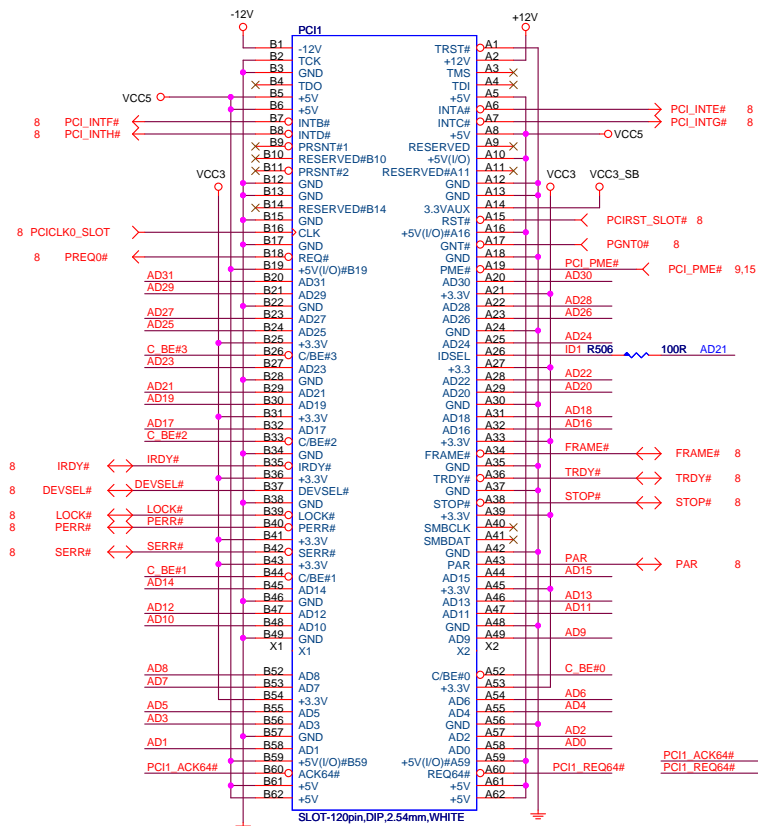 -12V +12V
PCI1
B1 -12V TRST# A1
B2 TCK +12V A2
B3 GND TMS A3
B4 TDO TDI A4
VCC5 B5 +5V +5V A5
B6 +5V INTA# A6 PCI_INTE# 8
8 PCI_INTF# B7 INTB# INTC# A7 PCI_INTG# 8
8 PCI_INTH# B8 INTD# +5V A8 VCC5
B9 PRSNT#1 RESERVED A9
B10 RESERVED#B10 +5V(I/O) A10
B11 PRSNT#2 RESERVED#A11 A11
VCC3 B12 GND GND A12 VCC3 VCC3_SB
B13 GND GND A13
B14 RESERVED#B14 3.3VAUX A14
B15 GND RST# A15 PCIRST_SLOT# 8
8 PCICLK0_SLOT B16 CLK +5V(I/O)#A16 A16
B17 GND GNT# A17 PGNT0# 8
8 PREQ0# B18 REQ# GND A18
B19 +5V(I/O)#B19 PME# A19 PCI_PME# PCI_PME# 9,15
AD31 B20 AD31 AD30 A20 AD30
AD29 B21 AD29 +3.3V A21
B22 GND AD28 A22 AD28
AD27 B23 AD27 AD26 A23 AD26
AD25 B24 AD25 GND A24
B25 +3.3V AD24 A25 AD24
C_BE#3 B26 C/BE#3 IDSEL A26 ID1 R506 100R AD21
AD23 B27 AD23 +3.3 A27
B28 GND AD22 A28 AD22
AD21 B29 AD21 AD20 A29 AD20
AD19 B30 AD19 GND A30
B31 +3.3V AD18 A31 AD18
AD17 B32 AD17 AD16 A32 AD16
C_BE#2 B33 C/BE#2 +3.3V A33
B34 GND FRAME# A34 FRAME# FRAME# 8
8 IRDY# IRDY# B35 IRDY# GND A35
B36 +3.3V TRDY# A36 TRDY# TRDY# 8
8 DEVSEL# DEVSEL# B37 DEVSEL# GND A37
B38 GND STOP# A38 STOP# STOP# 8
8 LOCK# LOCK# B39 LOCK# +3.3V A39
8 PERR# PERR# B40 PERR# SMBCLK A40
B41 +3.3V SMBDAT A41
8 SERR# SERR# B42 SERR# GND A42
B43 +3.3V PAR A43 PAR PAR 8
C_BE#1 B44 C/BE#1 AD15 A44 AD15
AD14 B45 AD14 +3.3V A45
B46 GND AD13 A46 AD13
AD12 B47 AD12 AD11 A47 AD11
AD10 B48 AD10 GND A48
B49 GND AD9 A49 AD9
X1 X1 X2 X2
AD8 B52 AD8 C/BE#0 A52 C_BE#0
AD7 B53 AD7 +3.3V A53
B54 +3.3V AD6 A54 AD6
AD5 B55 AD5 AD4 A55 AD4
AD3 B56 AD3 GND A56
B57 GND AD2 A57 AD2
AD1 B58 AD1 AD0 A58 AD0
B59 +5V(I/O)#B59 +5V(I/O)#A59 A59 PCI1_ACK64#
PCI1_ACK64# B60 ACK64# REQ64# A60 PCI1_REQ64# PCI1_REQ64#
B61 +5V +5V A61
B62 +5V +5V A62
SLOT-120pin,DIP,2.54mm,WHITE